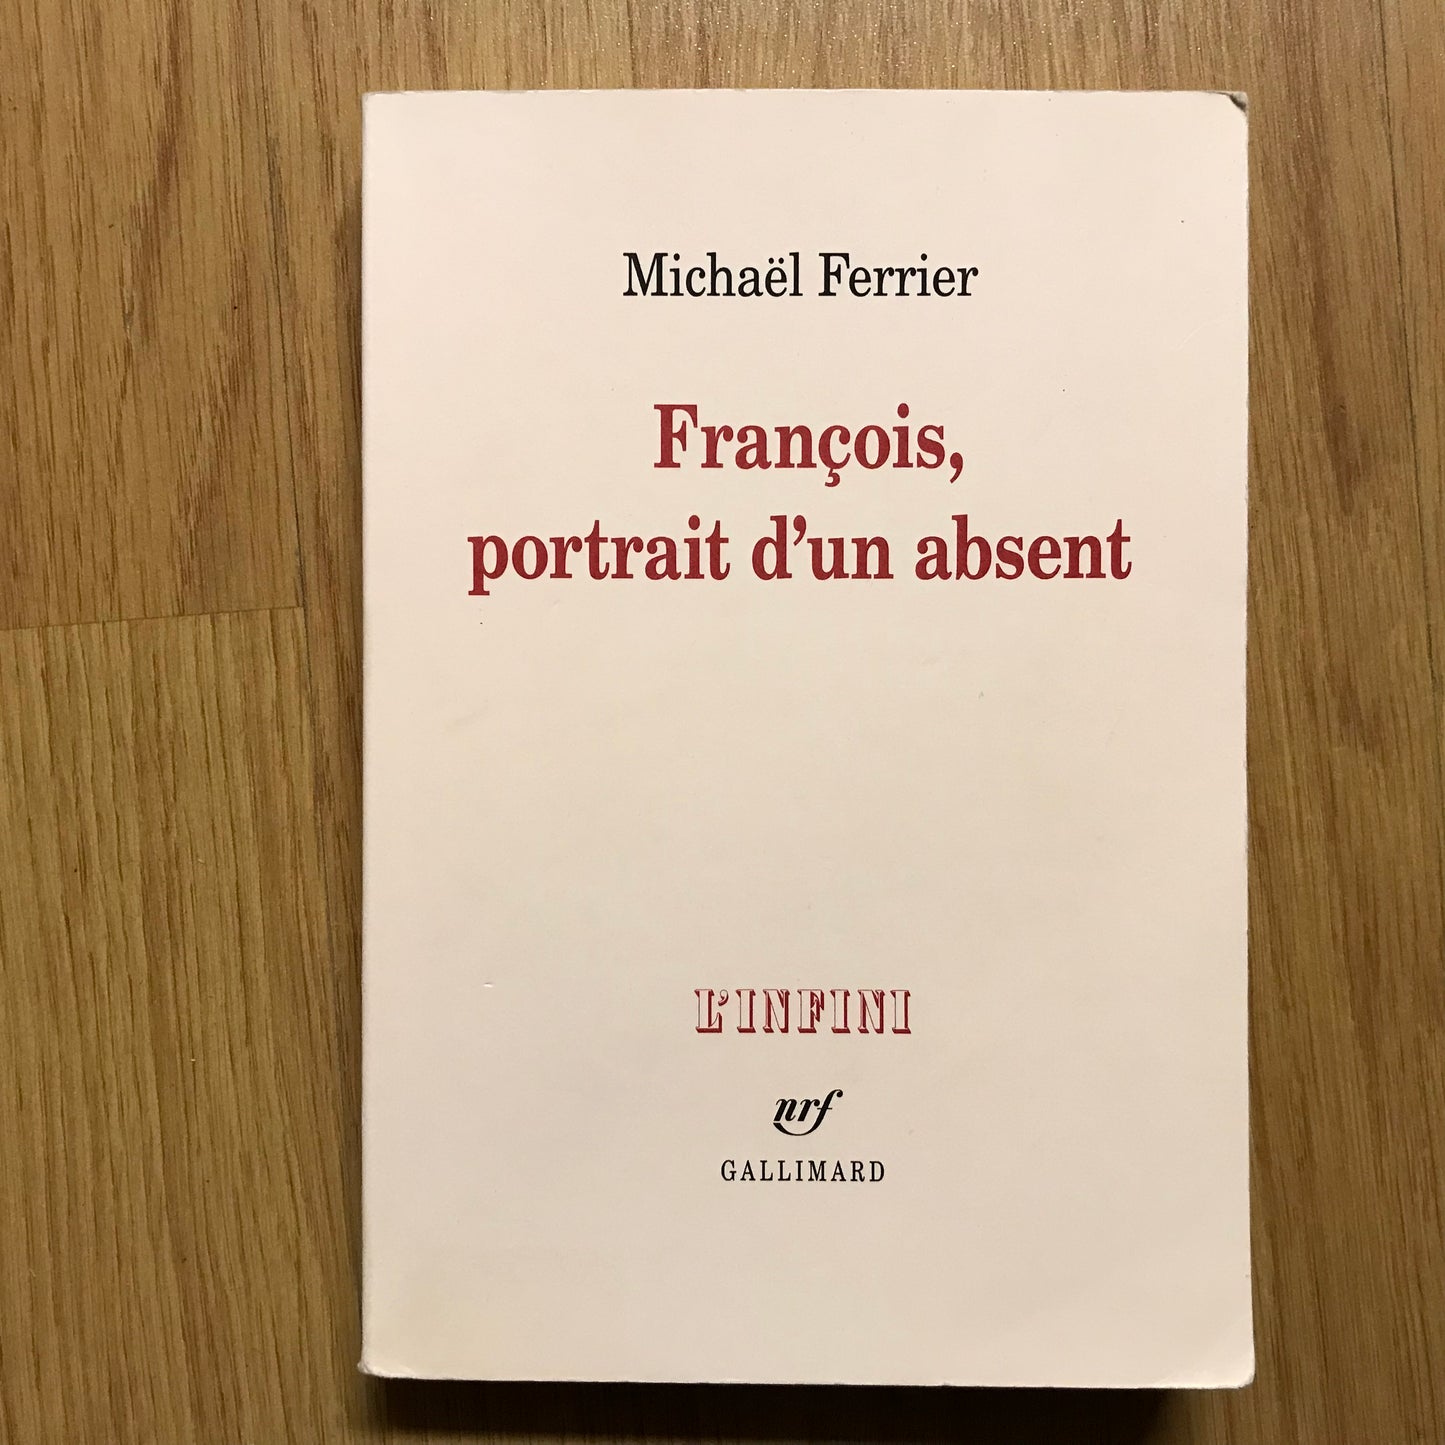 Michaël Ferrier
François,
portrait d'un absent
L'INFINI
nrf
GALLIMARD